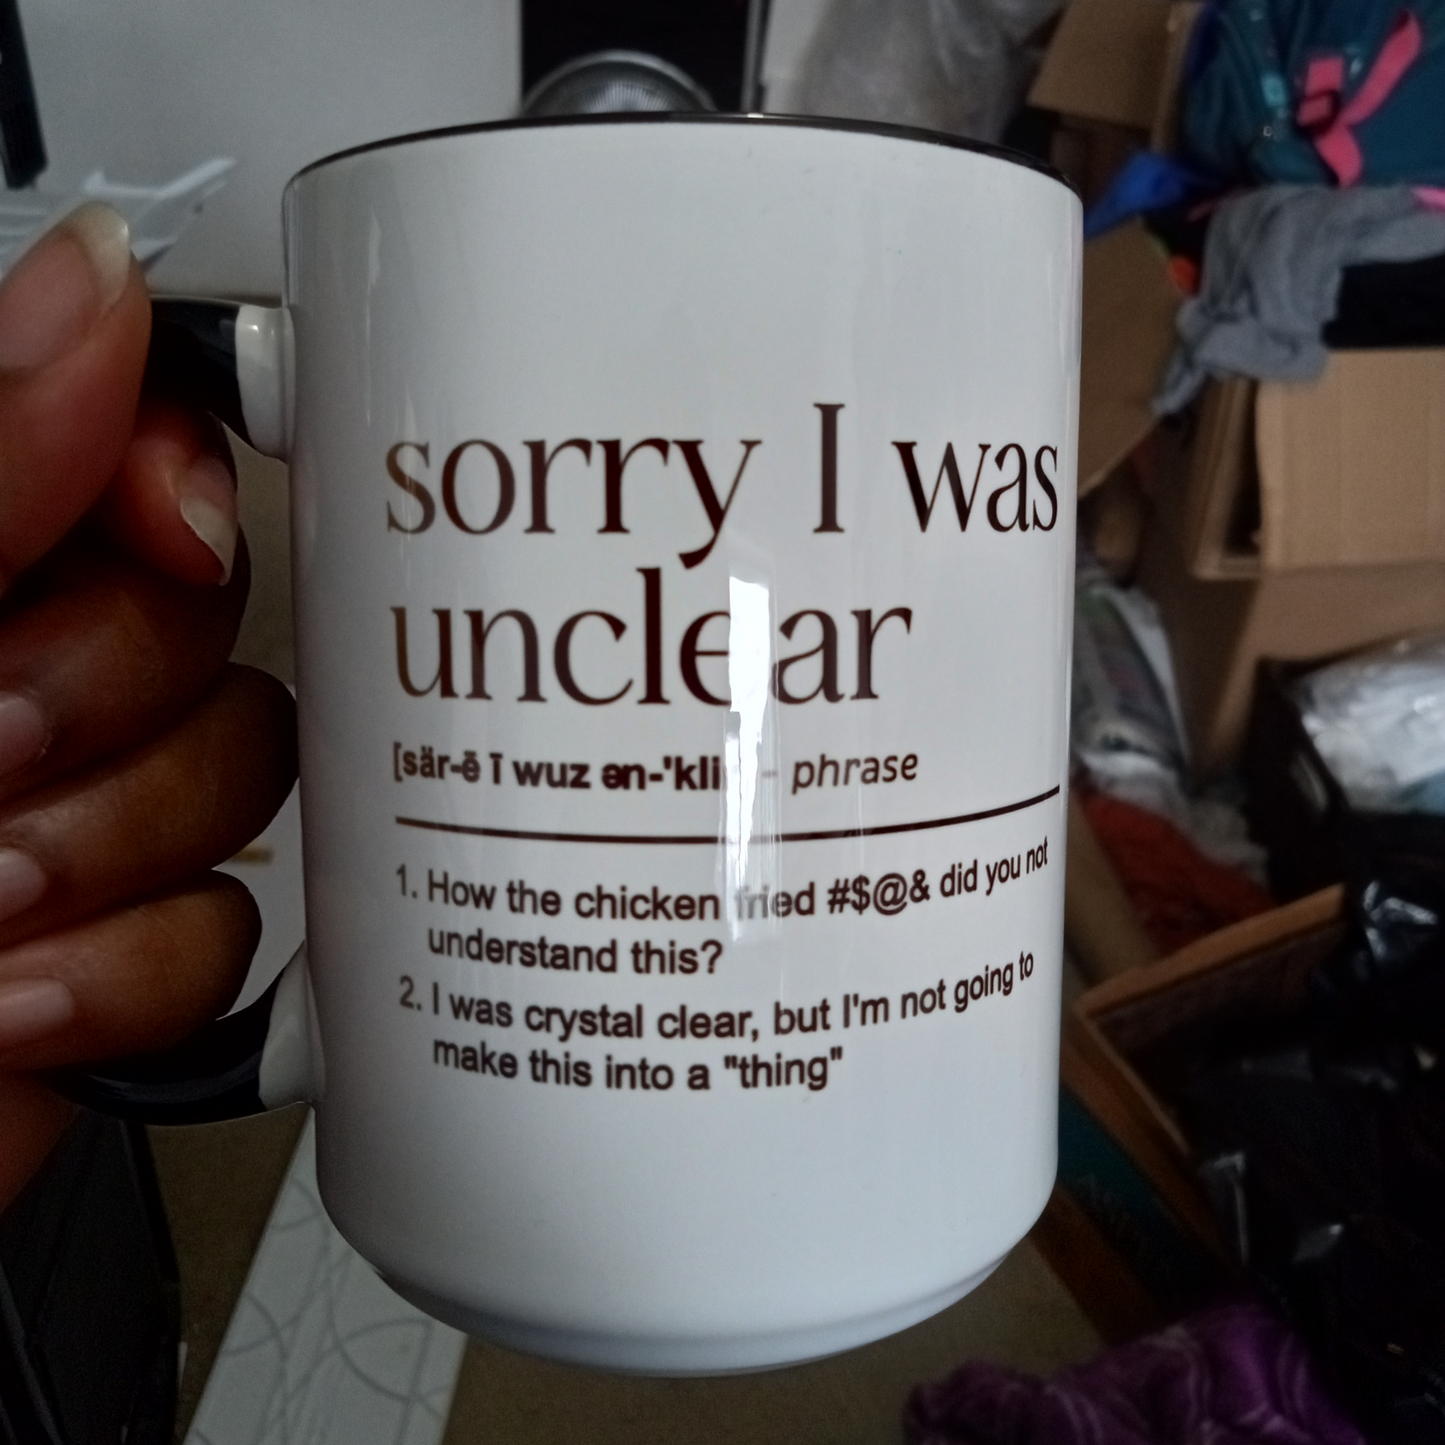 sorry I was
unclear
[sär-ē ī wuz ən-'kli - phrase
1. How the chicken fried #$@& did you not
understand this?
2. I was crystal clear, but I'm not going to
make this into a "thing"